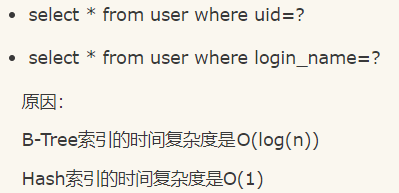 select * from user where uid=?
select * from user where login_name=?
原因：
B-Tree索引的时间复杂度是O(log(n))
Hash索引的时间复杂度是O(1)